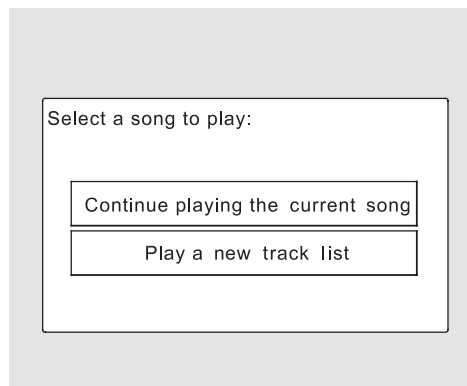 Select a song to play:
Continue playing the current song
Play a new track list